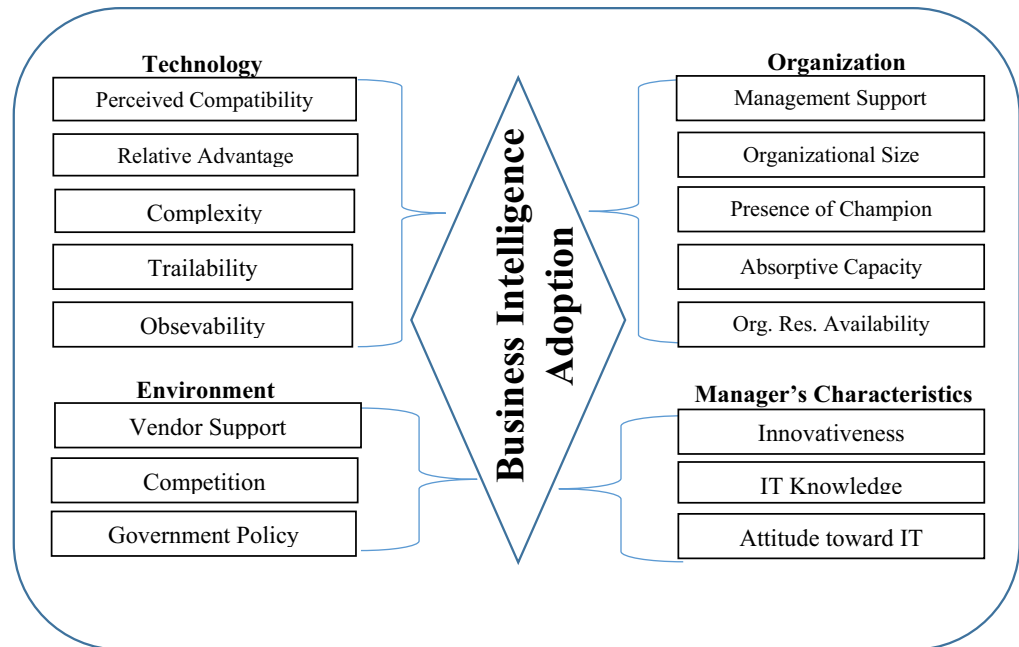 Technology
Perceived Compatibility
Relative Advantage
Complexity
Trailability
Obsevability
Environment
Vendor Support
Competition
Government Policy
Business Intelligence
Adoption
Organization
Management Support
Organizational Size
Presence of Champion
Absorptive Capacity
Org. Res. Availability
Manager's Characteristics
Innovativeness
IT Knowledge
Attitude toward IT